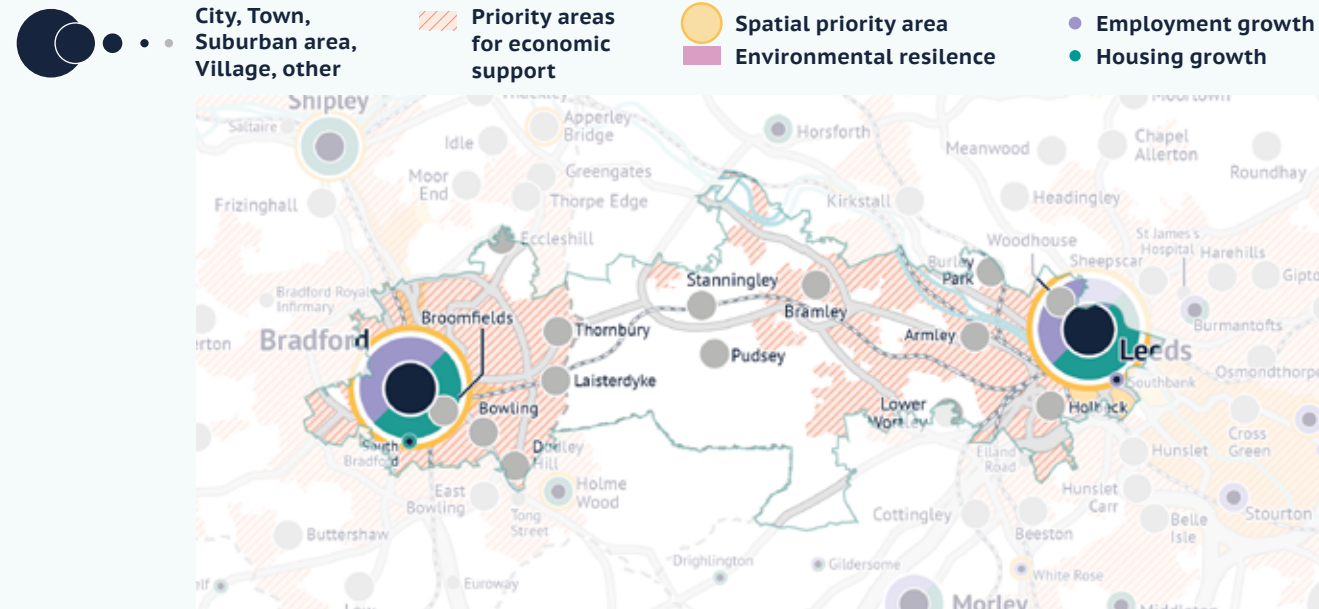 City, Town,
Suburban area,
Village, other
Priority areas
for economic
support
Spatial priority area
Environmental resilence
Employment growth
Housing growth
Shipley
Saltaire
Idle
Apperley
Bridge
Horsforth
Moortown
Meanwood
Chapel
Allerton
Roundhay
Moor
End
Greengates
Thorpe Edge
Frizinghall
Kirkstall
Headingley
Eccleshill
Woodhouse
St James's
Hospital
Harehills
Sheepscar
Burley
Park
Stanningley
Bradford Royal
Infirmary
Broomfields
Bramley
Burmantofts
Bradford
Thornbury
Armley
Leeds
Pudsey
Osmondthorpe
Laisterdyke
Southbank
Bowling
Lower
Wortley
Holbeck
South
Bradford
Dudley
Hill
Elland
Road
Hunslet
Cross
Green
East
Bowling
Holme
Wood
Hunslet
Carr
Tong
Street
Cottingley
Stourton
Buttershaw
Beeston
Belle
Isle
Drighlington
Gildersome
Euroway
White Rose
Morley
Middleton